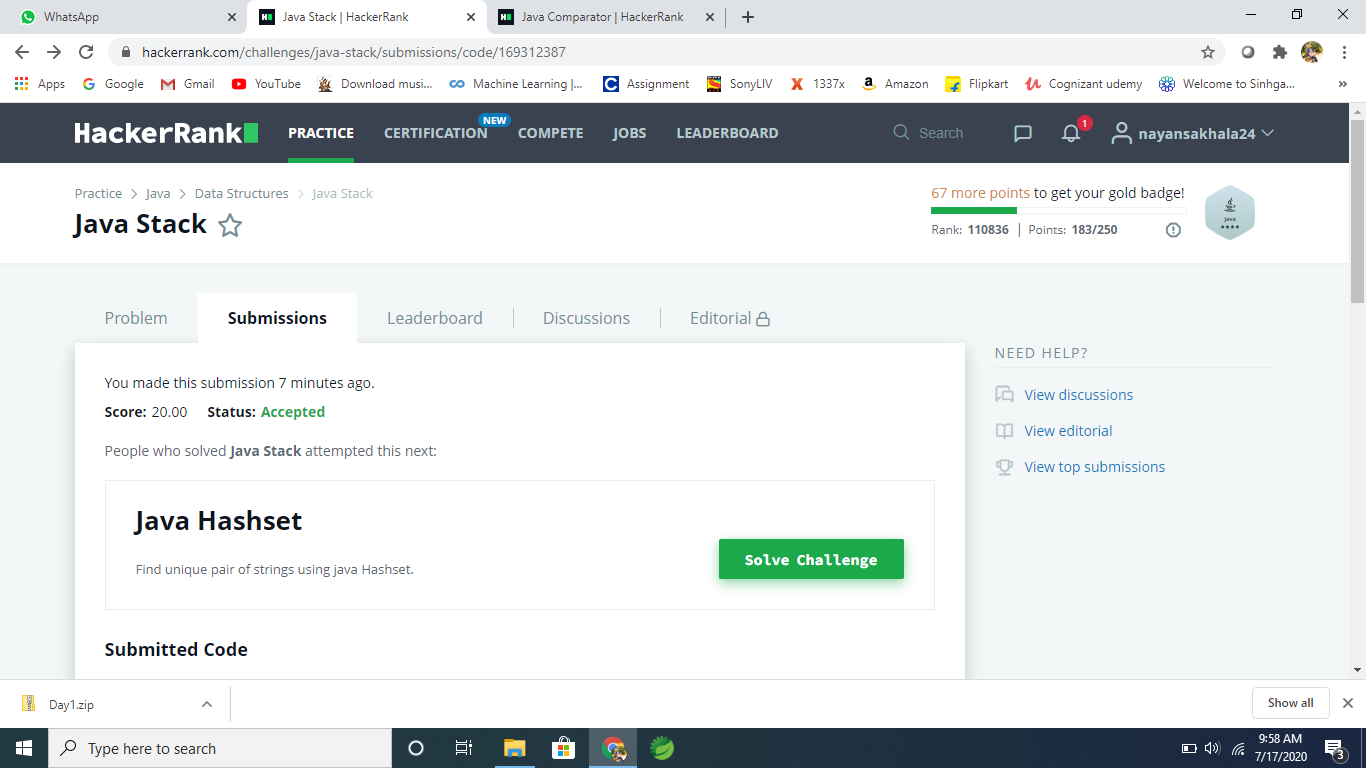 WhatsApp
Java Stack | HackerRank
Java Comparator | HackerRank
hackerrank.com/challenges/java-stack/submissions/code/169312387
Apps Google Gmail YouTube Download musi... Machine Learning |... Assignment SonyLIV 1337x Amazon Flipkart Cognizant udemy Welcome to Sinhga... »
HackerRank PRACTICE CERTIFICATION NEW COMPETE JOBS LEADERBOARD Search 1 nayansakhala24
Practice > Java > Data Structures > Java Stack
Java Stack
67 more points to get your gold badge!
Rank: 110836 | Points: 183/250
Java
Problem Submissions Leaderboard Discussions Editorial
You made this submission 7 minutes ago.
Score: 20.00 Status: Accepted
People who solved Java Stack attempted this next:
Java Hashset
Find unique pair of strings using java Hashset.
Solve Challenge
Submitted Code
NEED HELP?
View discussions
View editorial
View top submissions
Day1.zip
Show all
Type here to search
9:58 AM
7/17/2020
3